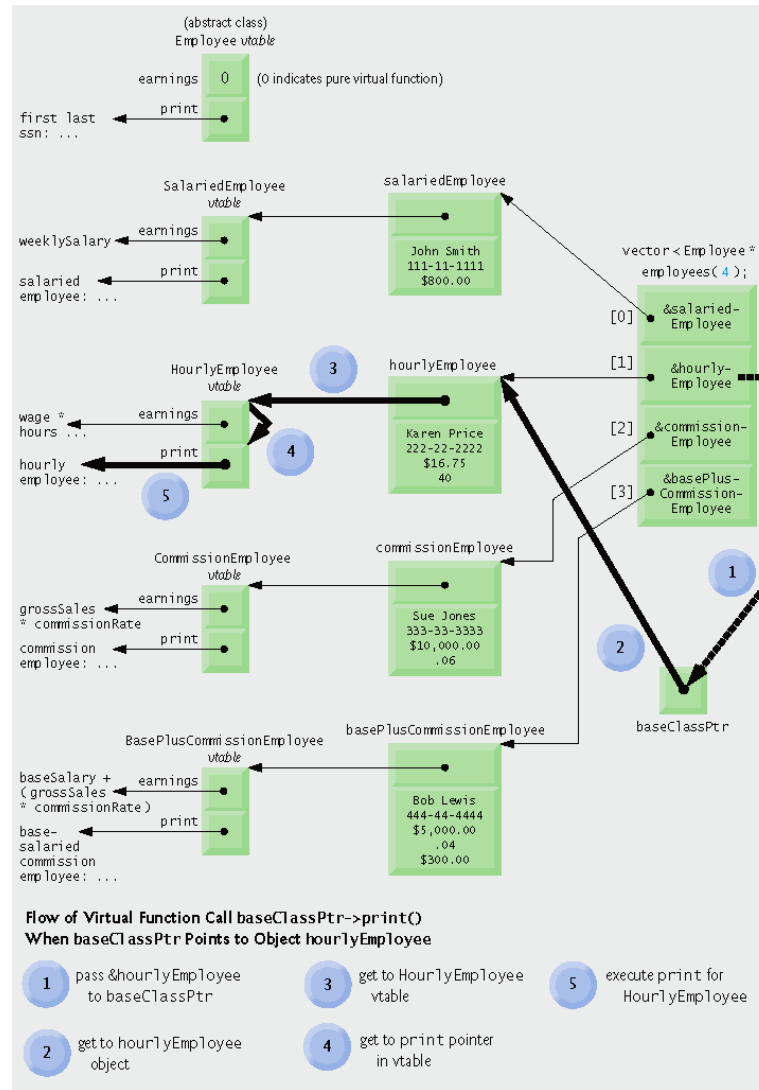 (abstract class)
Employee vtable
earnings
0
(0 indicates pure virtual function)
print
first last
ssn: ...
SalariedEmployee
vtable
salariedEmployee
earnings
weeklySalary
print
salaried
employee: ...
John Smith
111-11-1111
$800.00
vector < Employee *
employees( 4 );
[0]
&salaried-
Employee
[1]
&hourly-
Employee
[2]
&commission-
Employee
[3]
&basePlus-
Commission-
Employee
HourlyEmployee
vtable
3
hourlyEmployee
wage *
hours ...
earnings
4
print
hourly
employee: ...
5
Karen Price
222-22-2222
$16.75
40
CommissionEmployee
vtable
commissionEmployee
1
earnings
grossSales
* commissionRate
print
commission
employee: ...
Sue Jones
333-33-3333
$10,000.00
.06
2
baseClassPtr
BasePlusCommissionEmployee
vtable
basePlusCommissionEmployee
baseSalary +
(grossSales
* commissionRate)
earnings
print
base-
salaried
commission
employee: ...
Bob Lewis
444-44-4444
$5,000.00
.04
$300.00
Flow of Virtual Function Call baseClassPtr->print()
When baseClassPtr Points to Object hourlyEmployee
1
pass &hourlyEmployee
to baseClassPtr
2
get to hourlyEmployee
object
3
get to HourlyEmployee
vtable
4
get to print pointer
in vtable
5
execute print for
HourlyEmployee